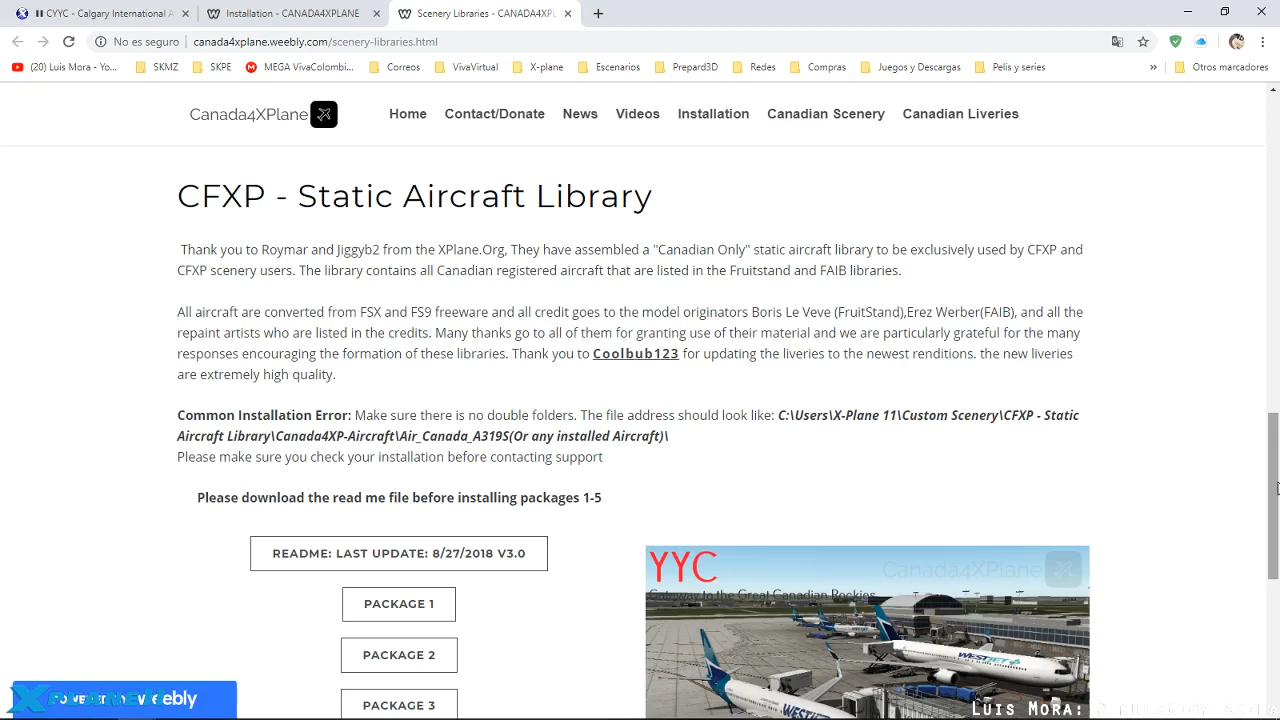 CYYC - Calgary International A
Installation - CANADA4XPLANE
Scenery Libraries - CANADA4XPL
No es seguro
canada4xplane.weebly.com/scenery-libraries.html
(20) Luis Mora - Yo...
SKMZ
SKPE
MEGA VivaColombi...
Correos
VivaVirtual
X-plane
Escenarios
Prepard3D
Redes
Compras
Juegos y Descargas
Pelis y series
»
Otros marcadores
Canada4XPlane
Home
Contact/Donate
News
Videos
Installation
Canadian Scenery
Canadian Liveries
CFXP - Static Aircraft Library
Thank you to Roymar and Jiggyb2 from the XPlane.Org, They have assembled a "Canadian Only" static aircraft library to be exclusively used by CFXP and
CFXP scenery users. The library contains all Canadian registered aircraft that are listed in the Fruitstand and FAIB libraries.
All aircraft are converted from FSX and FS9 freeware and all credit goes to the model originators Boris Le Veve (FruitStand),Erez Werber(FAIB), and all the
repaint artists who are listed in the credits. Many thanks go to all of them for granting use of their material and we are particularly grateful for the many
responses encouraging the formation of these libraries. Thank you to Coolbub123 for updating the liveries to the newest renditions. the new liveries
are extremely high quality.
Common Installation Error: Make sure there is no double folders. The file address should look like: C:\Users\X-Plane 11\Custom Scenery\CFXP - Static
Aircraft Library\Canada4XP-Aircraft\Air_Canada_A319S(Or any installed Aircraft)\
Please make sure you check your installation before contacting support
Please download the read me file before installing packages 1-5
README: LAST UPDATE: 8/27/2018 V3.0
PACKAGE 1
PACKAGE 2
PACKAGE 3
YYC
Canada4XPlane
Gateway to the Great Canadian Rockies
WESTJET
WESTJET
weebly
Luis Mora: